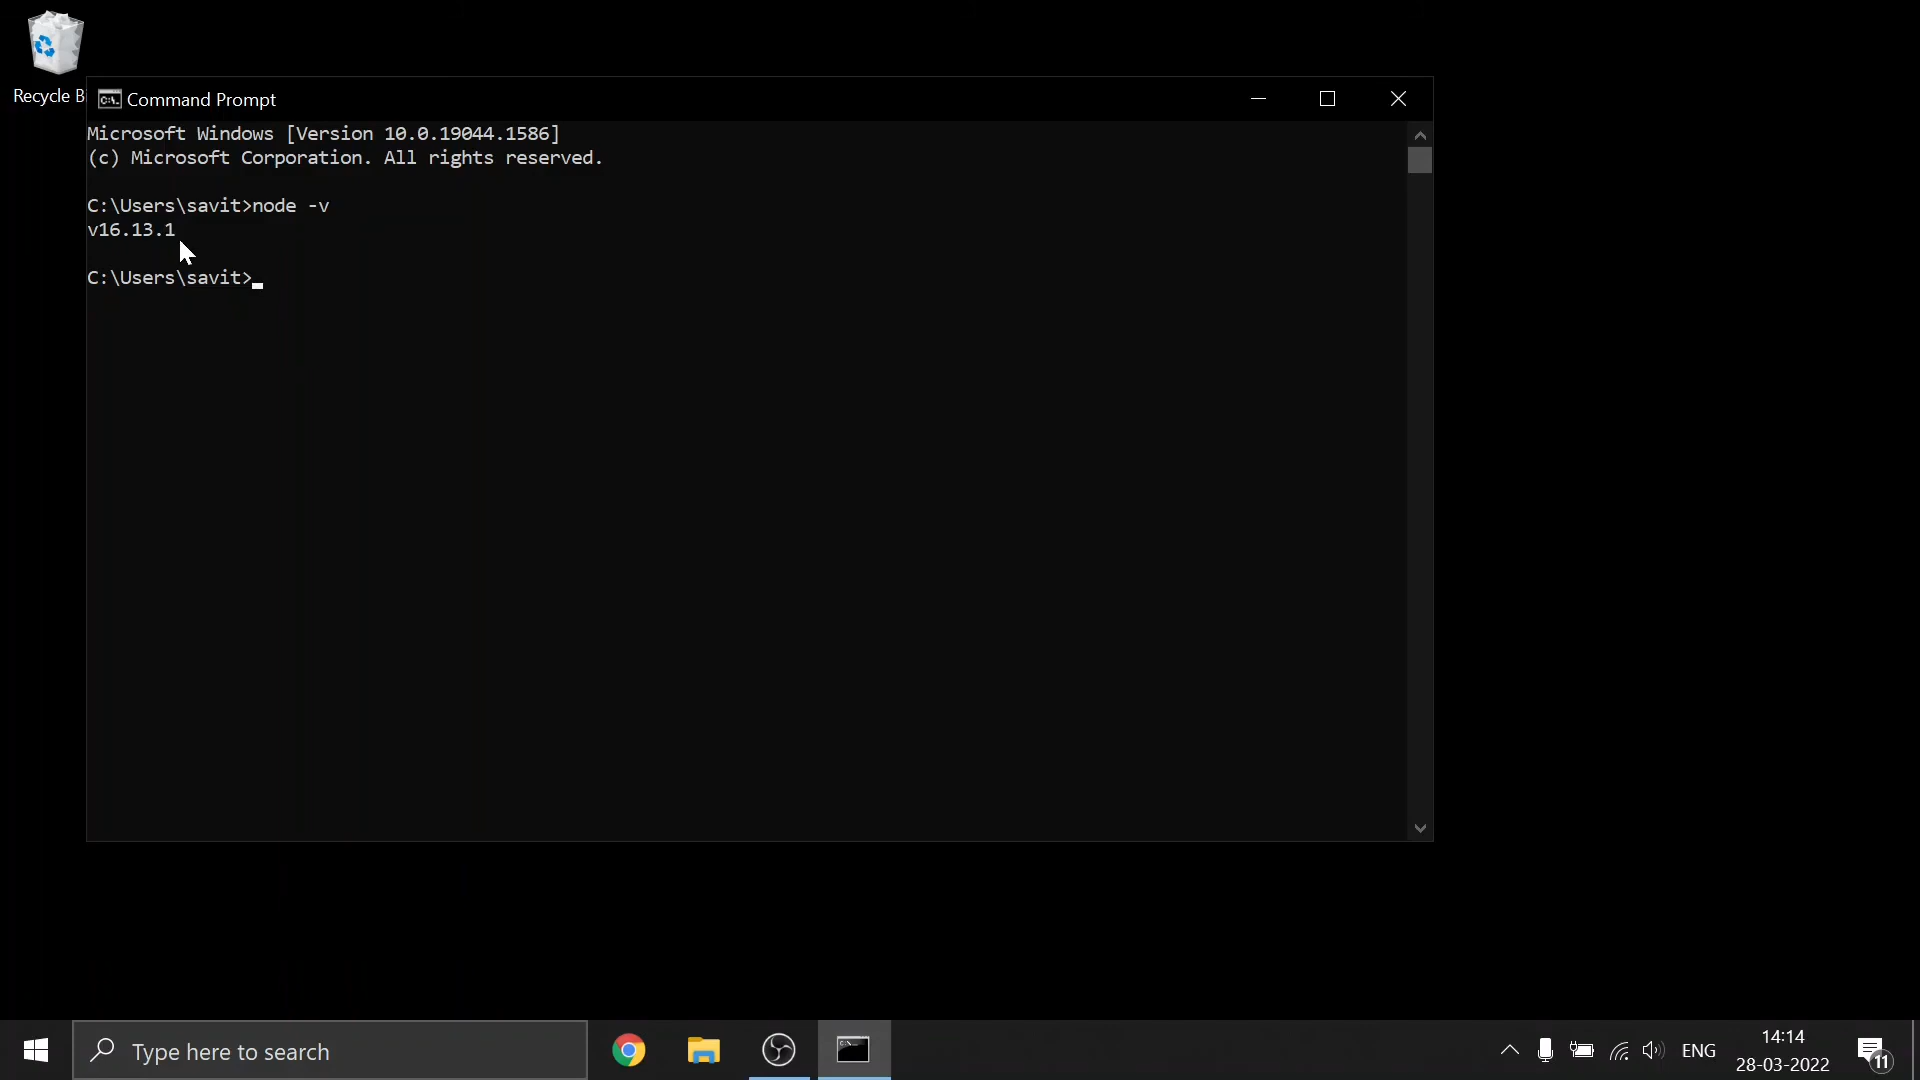 Recycle Bi
Command Prompt
Microsoft Windows [Version 10.0.19044.1586]
(c) Microsoft Corporation. All rights reserved.
C:\Users\savit>node -v
v16.13.1
C:\Users\savit>
Type here to search
ENG
14:14
28-03-2022
11